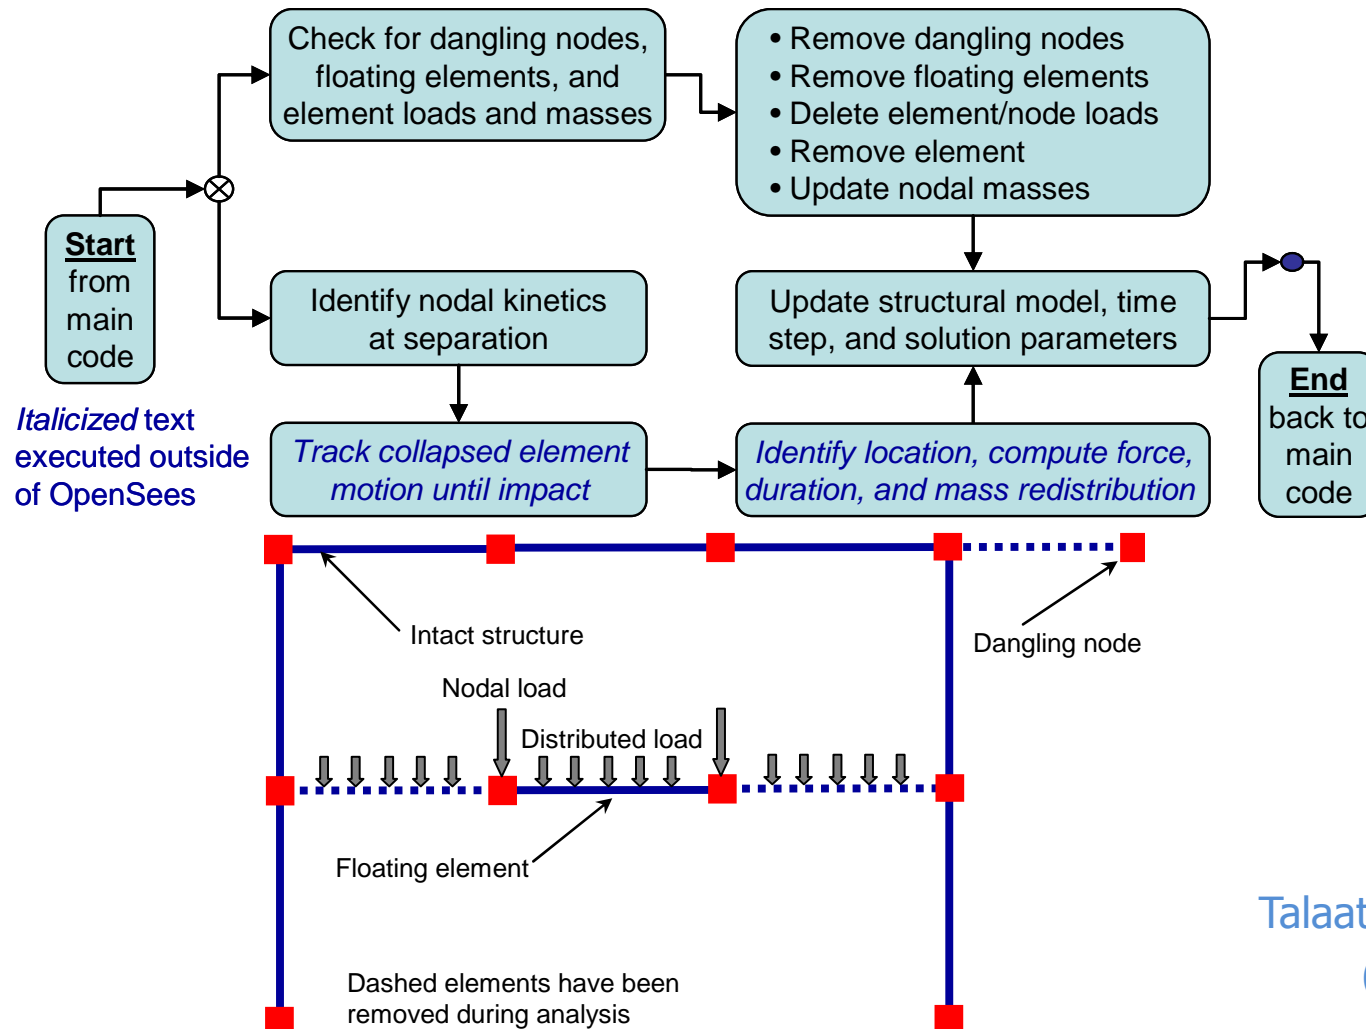 Check for dangling nodes,
floating elements, and
element loads and masses
• Remove dangling nodes
• Remove floating elements
• Delete element/node loads
• Remove element
• Update nodal masses
Start
from
main
code
Identify nodal kinetics
at separation
Update structural model, time
step, and solution parameters
End
back to
main
code
Italicized text
executed outside
of OpenSees
Track collapsed element
motion until impact
Identify location, compute force,
duration, and mass redistribution
Intact structure
Dangling node
Nodal load
Distributed load
Floating element
Talaat
(
Dashed elements have been
removed during analysis